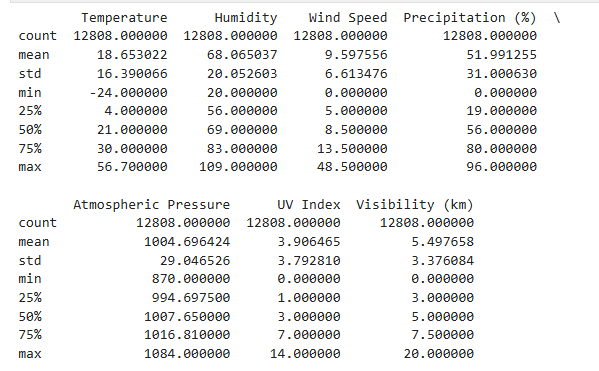 Temperature Humidity Wind Speed Precipitation (%) \
count 12808.000000 12808.000000 12808.000000 12808.000000
mean 18.653022 68.065037 9.597556 51.991255
std 16.390066 20.052603 6.613476 31.000630
min -24.000000 20.000000 0.000000 0.000000
25% 4.000000 56.000000 5.000000 19.000000
50% 21.000000 69.000000 8.500000 56.000000
75% 30.000000 83.000000 13.500000 80.000000
max 56.700000 109.000000 48.500000 96.000000
Atmospheric Pressure UV Index Visibility (km)
count 12808.000000 12808.000000 12808.000000
mean 1004.696424 3.906465 5.497658
std 29.046526 3.792810 3.376084
min 870.000000 0.000000 0.000000
25% 994.697500 1.000000 3.000000
50% 1007.650000 3.000000 5.000000
75% 1016.810000 7.000000 7.500000
max 1084.000000 14.000000 20.000000